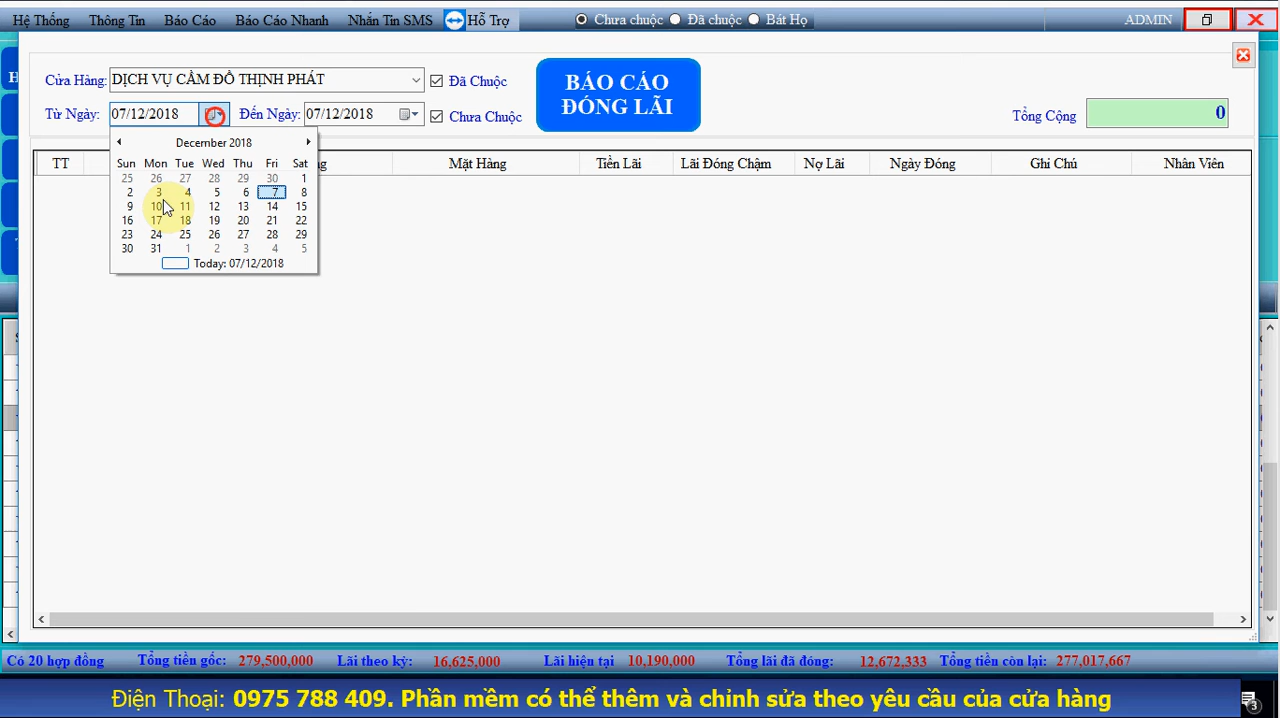 Hệ Thống Thông Tin Báo Cáo Báo Cáo Nhanh Nhắn Tin SMS Hỗ Trợ Chưa chuộc Đã chuộc Bát Họ ADMIN
Cửa Hàng: DỊCH VỤ CẦM ĐỒ THỊNH PHÁT Đã Chuộc
BÁO CÁO
ĐÓNG LÃI
Từ Ngày: 07/12/2018 Đến Ngày: 07/12/2018 Chưa Chuộc
Tổng Cộng 0
TT ng Mặt Hàng Tiền Lãi Lãi Đóng Chậm Nợ Lãi Ngày Đóng Ghi Chú Nhân Viên
December 2018
Sun Mon Tue Wed Thu Fri Sat
25 26 27 28 29 30 1
2 3 4 5 6 7 8
9 10 11 12 13 14 15
16 17 18 19 20 21 22
23 24 25 26 27 28 29
30 31 1 2 3 4 5
Today: 07/12/2018
Có 20 hợp đồng Tổng tiền gốc: 279,500,000 Lãi theo kỳ: 16,625,000 Lãi hiện tại 10,190,000 Tổng lãi đã đóng: 12,672,333 Tổng tiền còn lại: 277,017,667
Điện Thoại: 0975 788 409. Phần mềm có thể thêm và chỉnh sửa theo yêu cầu của cửa hàng
3